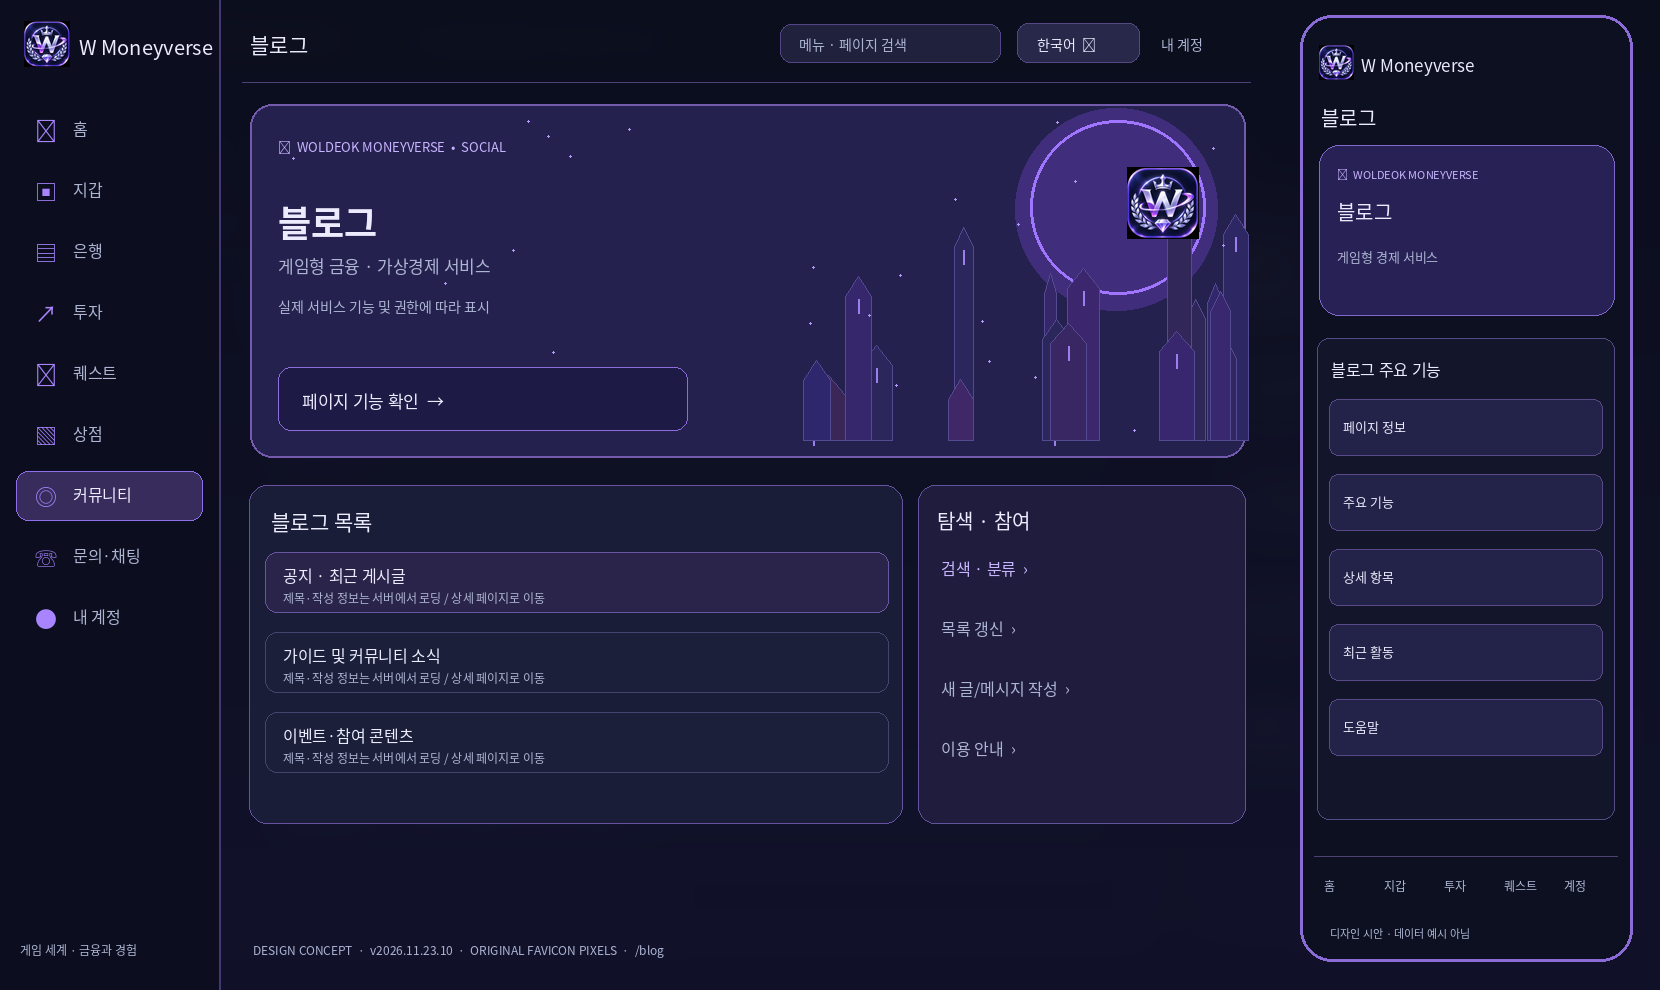 W Moneyverse
홈
지갑
은행
투자
퀘스트
상점
커뮤니티
문의·채팅
내 계정
게임 세계 · 금융과 경험
블로그
메뉴 · 페이지 검색
한국어
내 계정
WOLDEOK MONEYVERSE • SOCIAL
블로그
게임형 금융 · 가상경제 서비스
실제 서비스 기능 및 권한에 따라 표시
페이지 기능 확인 →
W
블로그 목록
공지 · 최근 게시글
제목·작성 정보는 서버에서 로딩 / 상세 페이지로 이동
가이드 및 커뮤니티 소식
제목·작성 정보는 서버에서 로딩 / 상세 페이지로 이동
이벤트·참여 콘텐츠
제목·작성 정보는 서버에서 로딩 / 상세 페이지로 이동
탐색 · 참여
검색 · 분류 ›
목록 갱신 ›
새 글/메시지 작성 ›
이용 안내 ›
DESIGN CONCEPT · v2026.11.23.10 · ORIGINAL FAVICON PIXELS · /blog
W Moneyverse
블로그
WOLDEOK MONEYVERSE
블로그
게임형 경제 서비스
블로그 주요 기능
페이지 정보
주요 기능
상세 항목
최근 활동
도움말
홈 지갑 투자 퀘스트 계정
디자인 시안 · 데이터 예시 아님